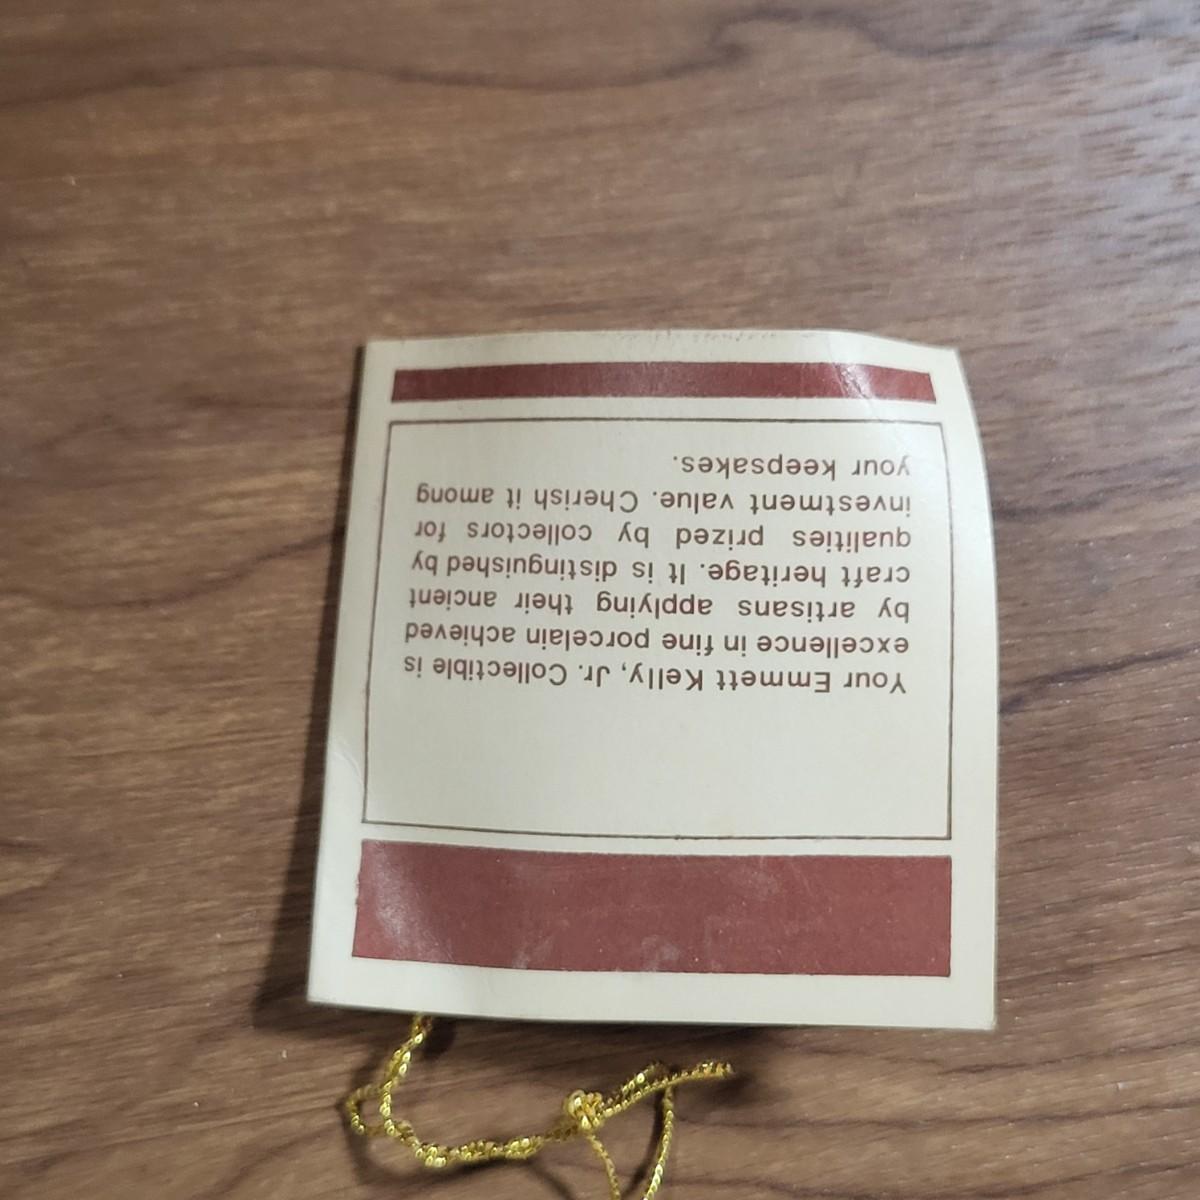 Your Emmett Kelly, Jr. Collectible is
excellence in fine porcelain achieved
by artisans applying their ancient
craft heritage. It is distinguished by
qualities prized by collectors for
investment value. Cherish it among
your keepsakes.